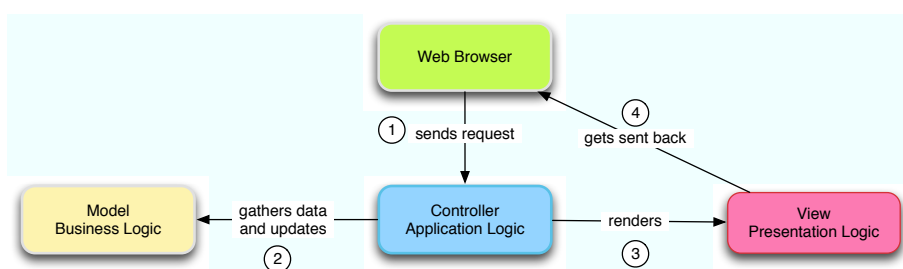 Web Browser
1
sends request
4
gets sent back
Model
Business Logic
gathers data
and updates
2
Controller
Application Logic
renders
3
View
Presentation Logic